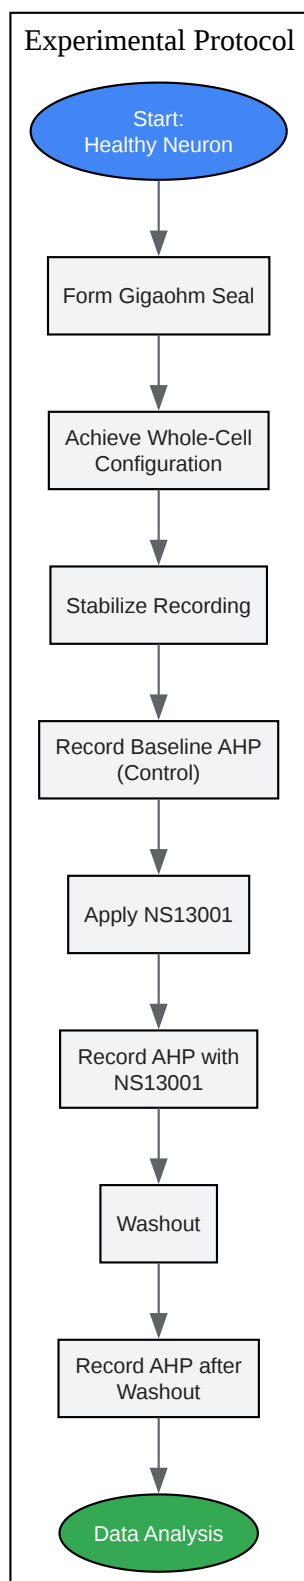 Experimental Protocol
Start:
Healthy Neuron
Form Gigaohm Seal
Achieve Whole-Cell
Configuration
Stabilize Recording
Record Baseline AHP
(Control)
Apply NS13001
Record AHP with
NS13001
Washout
Record AHP after
Washout
Data Analysis